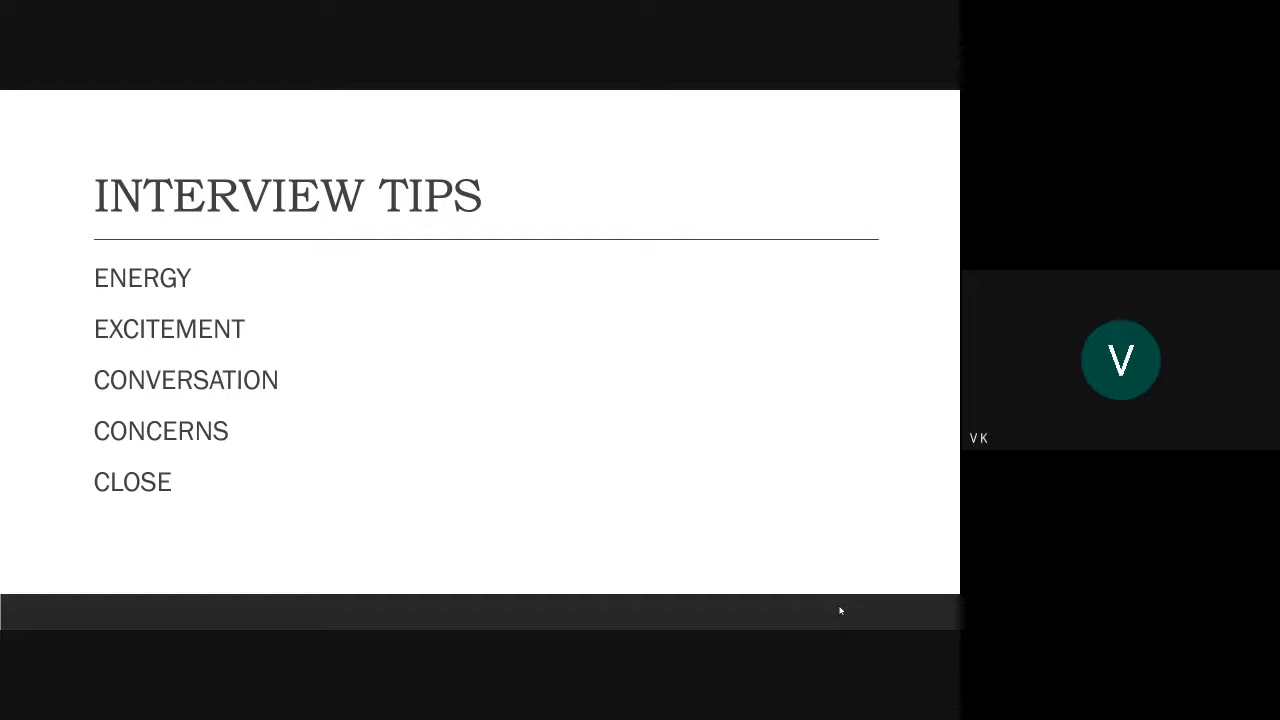 INTERVIEW TIPS
ENERGY
EXCITEMENT
CONVERSATION
CONCERNS
CLOSE
V
V K